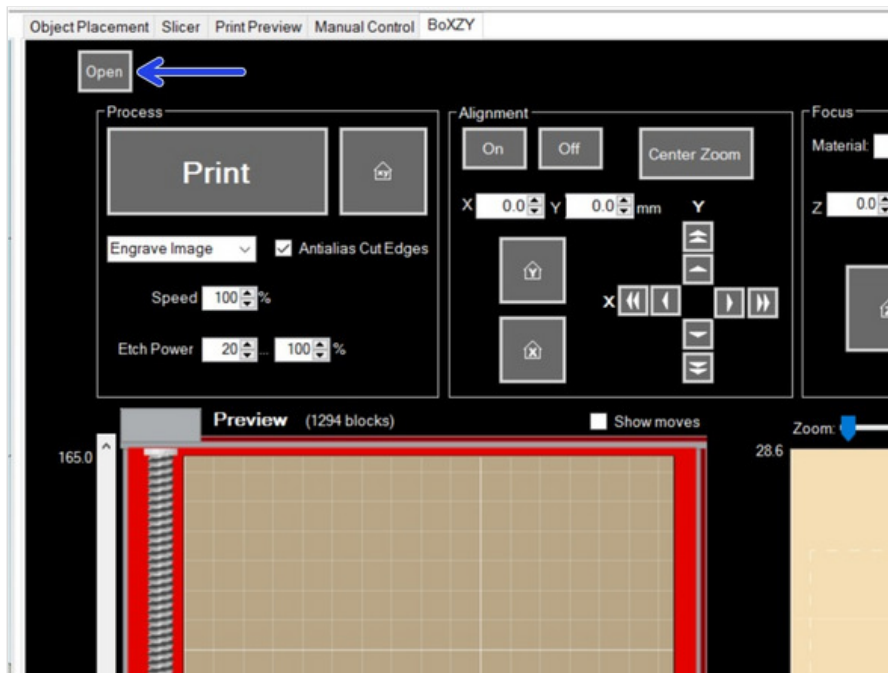 Object Placement Slicer Print Preview Manual Control BoXZY
Open
Process
Print
xy
Engrave Image
Antialias Cut Edges
Speed 100 %
Etch Power 20 ... 100 %
Alignment
On Off Center Zoom
X 0.0 Y 0.0 mm Y
Y
X
X
Focus
Material:
Z 0.0
Preview (1294 blocks) Show moves
165.0
Zoom:
28.6